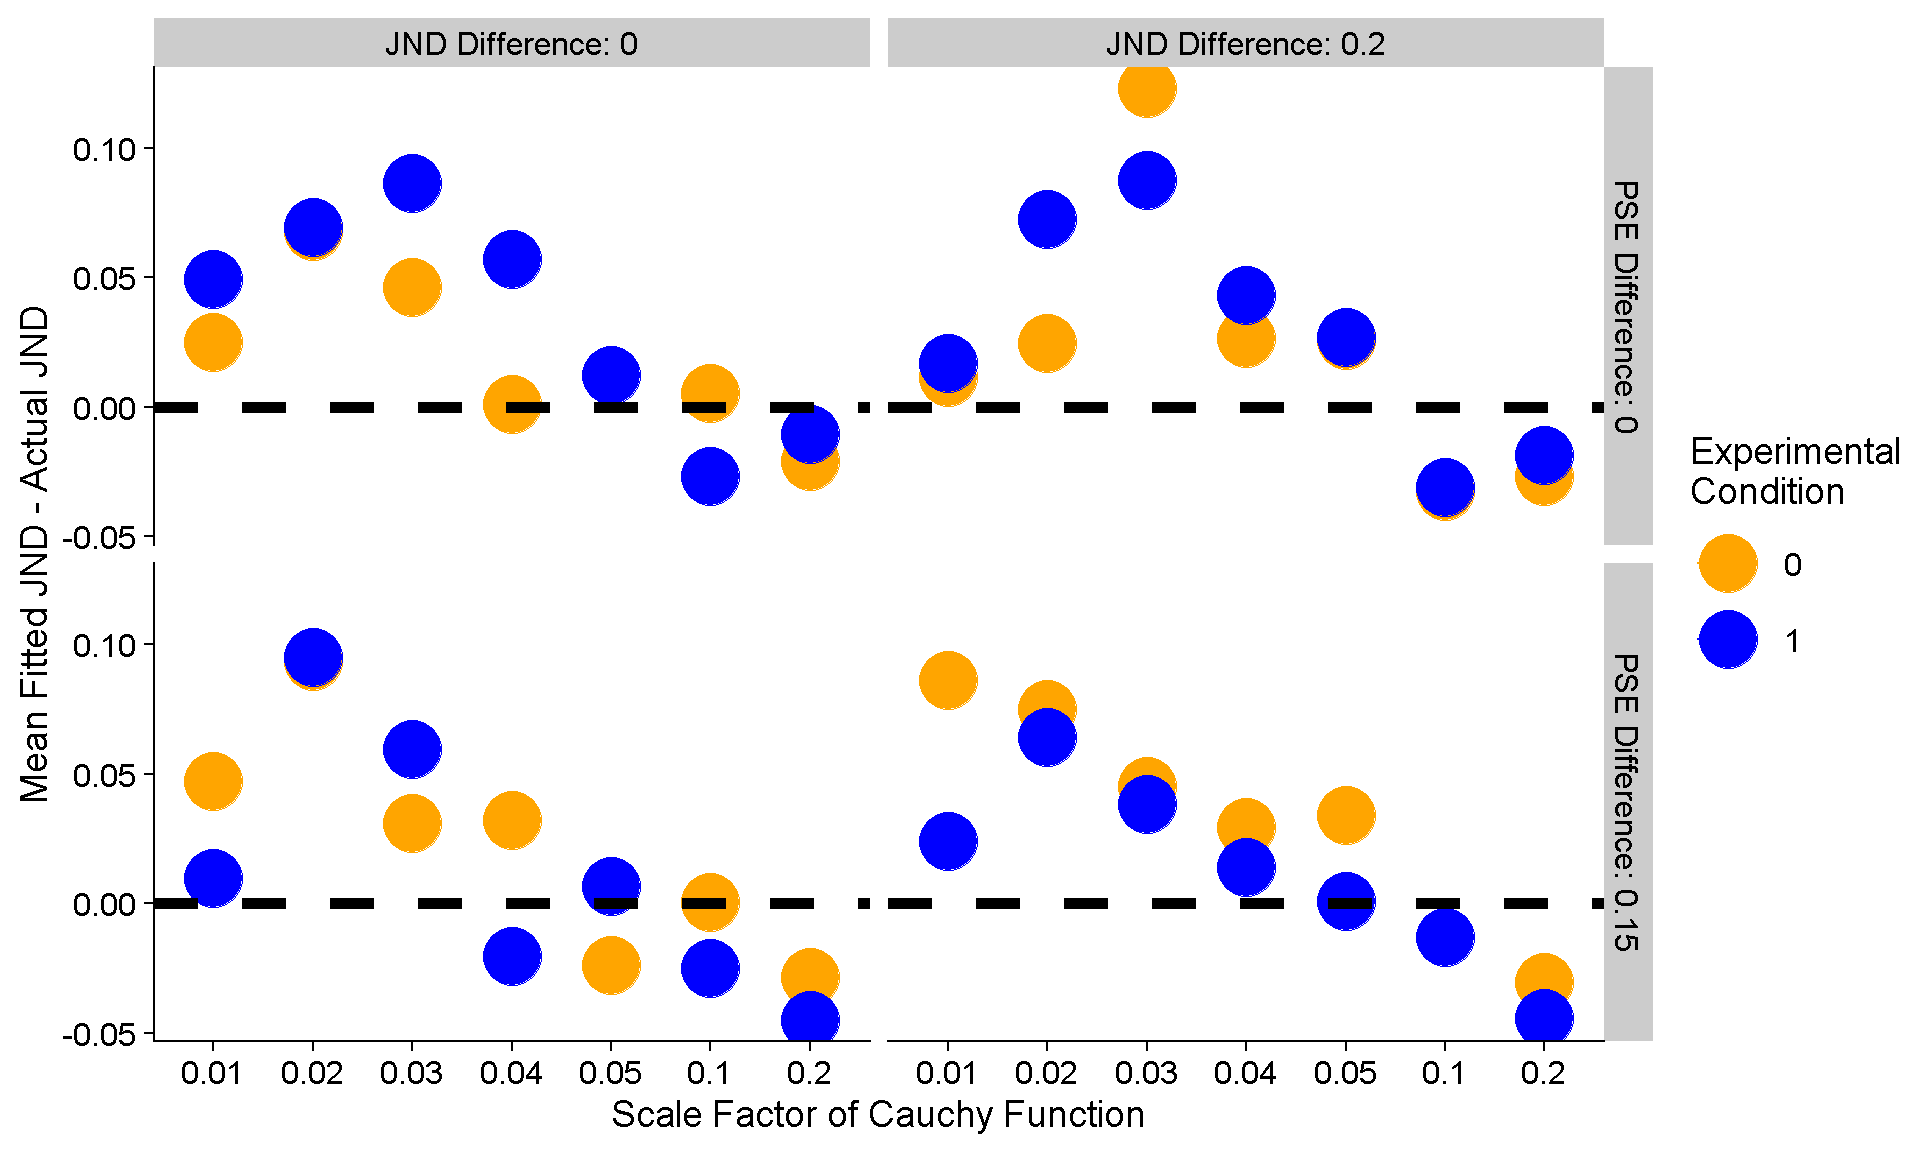 JND Difference: 0
JND Difference: 0.2
0.10
0.05
0.00
-0.05
PSE Difference: 0
0.10
0.05
0.00
-0.05
PSE Difference: 0.15
Mean Fitted JND - Actual JND
0.01 0.02 0.03 0.04 0.05 0.1 0.2
0.01 0.02 0.03 0.04 0.05 0.1 0.2
Scale Factor of Cauchy Function
Experimental
Condition
0
1